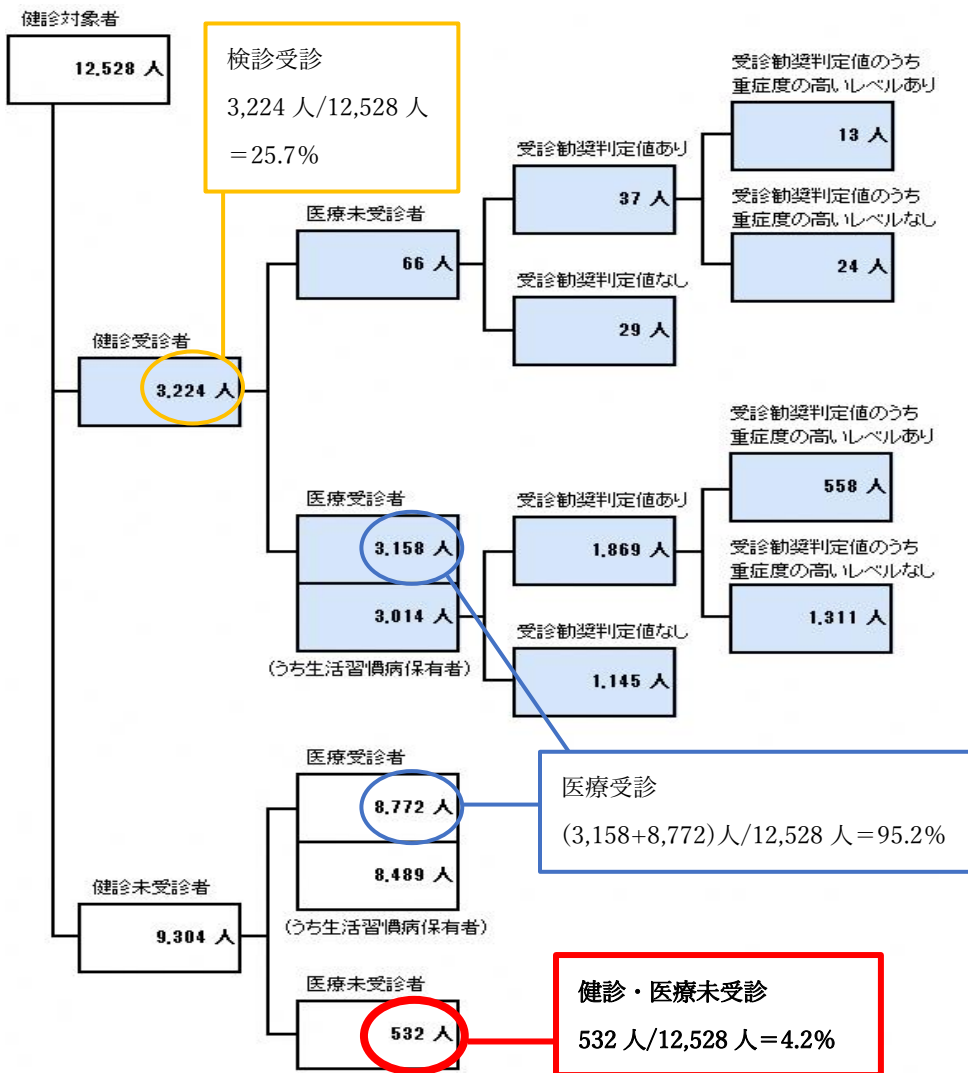 健診対象者
12,528 人
検診受診
3,224 人/12,528 人
＝25.7%
受診勧奨判定値のうち
重症度の高いレベルあり
13 人
受診勧奨判定値あり
37 人
受診勧奨判定値のうち
重症度の高いレベルなし
24 人
医療未受診者
66 人
受診勧奨判定値なし
29 人
健診受診者
3,224 人
受診勧奨判定値のうち
重症度の高いレベルあり
558 人
医療受診者
3,158 人
受診勧奨判定値あり
1,869 人
受診勧奨判定値のうち
重症度の高いレベルなし
1,311 人
3,014 人
(うち生活習慣病保有者)
受診勧奨判定値なし
1,145 人
医療受診者
8,772 人
医療受診
(3,158+8,772)人/12,528 人＝95.2%
8,489 人
(うち生活習慣病保有者)
健診未受診者
9,304 人
医療未受診者
532 人
健診・医療未受診
532 人/12,528 人＝4.2%